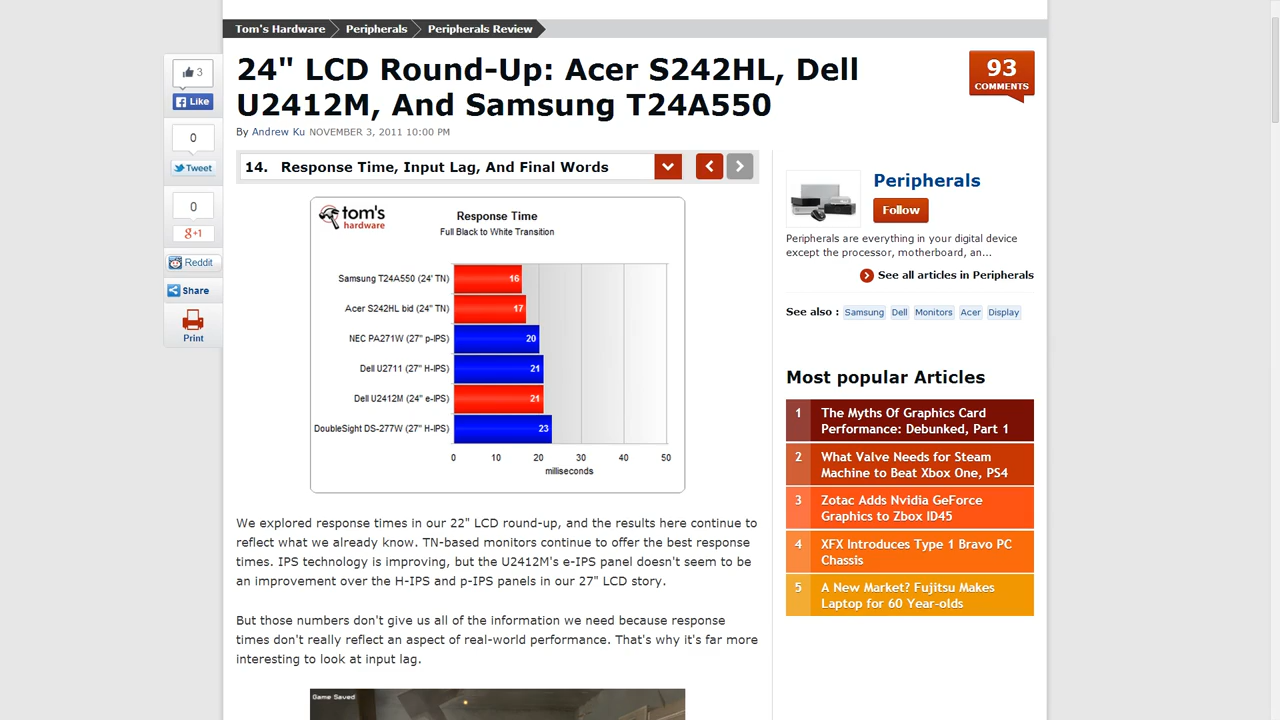 Tom's Hardware
Peripherals
Peripherals Review
24" LCD Round-Up: Acer S242HL, Dell
U2412M, And Samsung T24A550
By Andrew Ku NOVEMBER 3, 2011 10:00 PM
93
COMMENTS
3
Like
0
Tweet
0
g+1
Reddit
Share
Print
14. Response Time, Input Lag, And Final Words
tom's
hardware
Response Time
Full Black to White Transition
Samsung T24A550 (24' TN) 16
Acer S242HL bid (24" TN) 17
NEC PA271W (27" p-IPS) 20
Dell U2711 (27" H-IPS) 21
Dell U2412M (24" e-IPS) 21
DoubleSight DS-277W (27" H-IPS) 23
0 10 20 30 40 50
milliseconds
We explored response times in our 22" LCD round-up, and the results here continue to
reflect what we already know. TN-based monitors continue to offer the best response
times. IPS technology is improving, but the U2412M's e-IPS panel doesn't seem to be
an improvement over the H-IPS and p-IPS panels in our 27" LCD story.
But those numbers don't give us all of the information we need because response
times don't really reflect an aspect of real-world performance. That's why it's far more
interesting to look at input lag.
Game Saved
Peripherals
Follow
Peripherals are everything in your digital device
except the processor, motherboard, an...
See all articles in Peripherals
See also : Samsung Dell Monitors Acer Display
Most popular Articles
1 The Myths Of Graphics Card
Performance: Debunked, Part 1
2 What Valve Needs for Steam
Machine to Beat Xbox One, PS4
3 Zotac Adds Nvidia GeForce
Graphics to Zbox ID45
4 XFX Introduces Type 1 Bravo PC
Chassis
5 A New Market? Fujitsu Makes
Laptop for 60 Year-olds